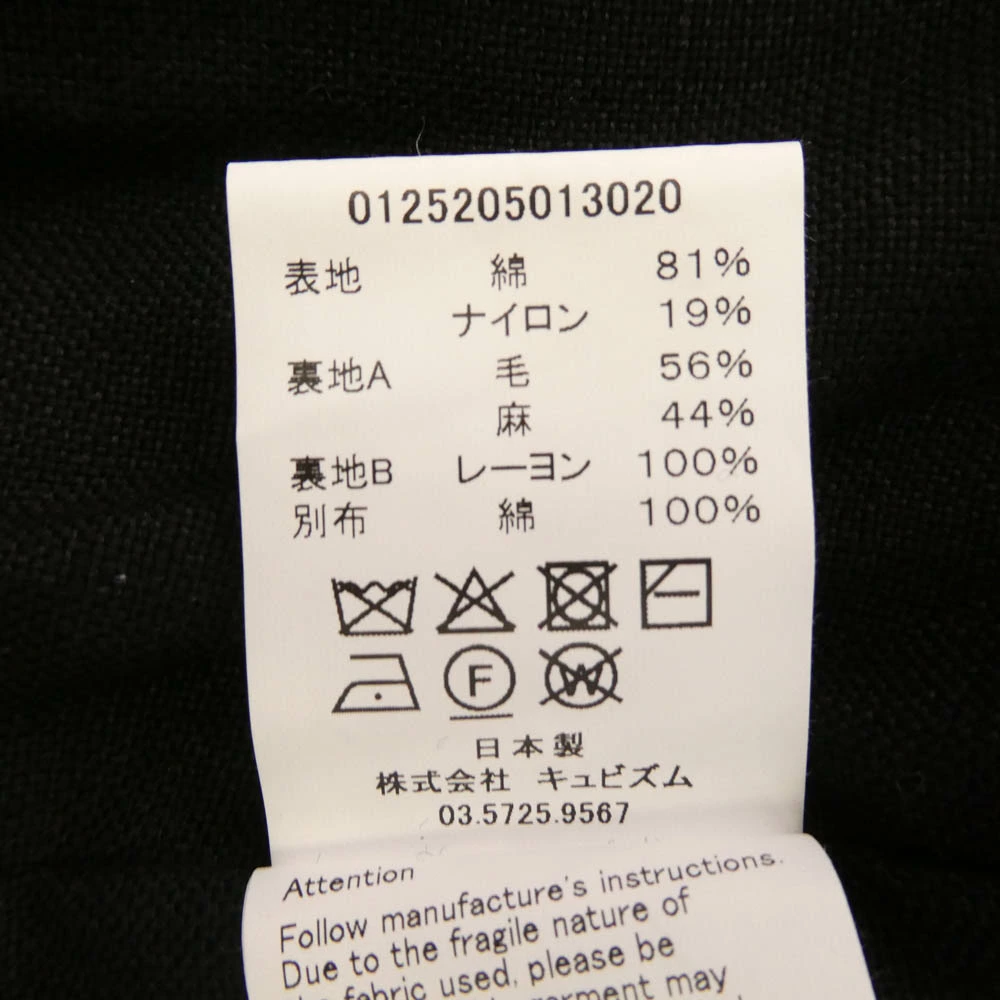 0125205013020
表地 綿 81%
ナイロン 19%
裏地A 毛 56%
麻 44%
裏地B レーヨン 100%
別布 綿 100%
F
W
日本製
株式会社 キュビズム
03.5725.9567
Attention
Follow manufacture's instructions.
Due to the fragile nature of
the fabric used, please be
garment may